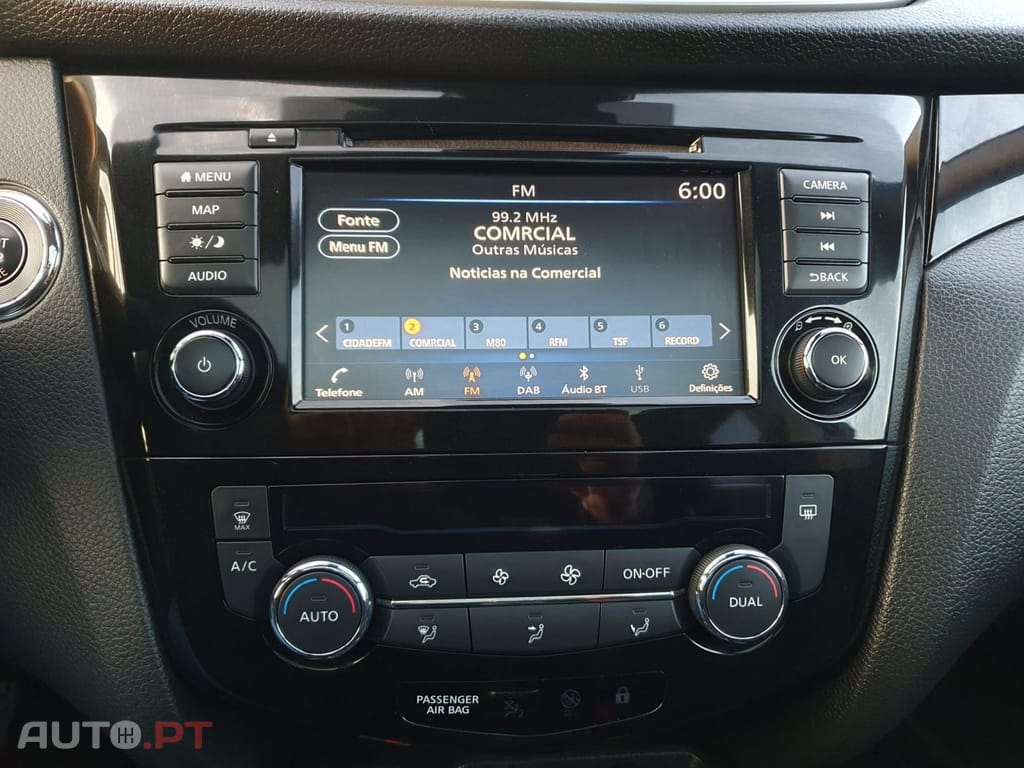 MENU
MAP
AUDIO
VOLUME
FM
6:00
Fonte
Menu FM
99.2 MHz
COMRCIAL
Outras Músicas
Noticias na Comercial
1 CIDADEFM
2 COMRCIAL
3 M80
4 RFM
5 TSF
6 RECORD
Telefone
AM
FM
DAB
Áudio BT
USB
Definições
CAMERA
BACK
OK
MAX
A/C
AUTO
ON·OFF
DUAL
PASSENGER
AIR BAG
AUTO.PT